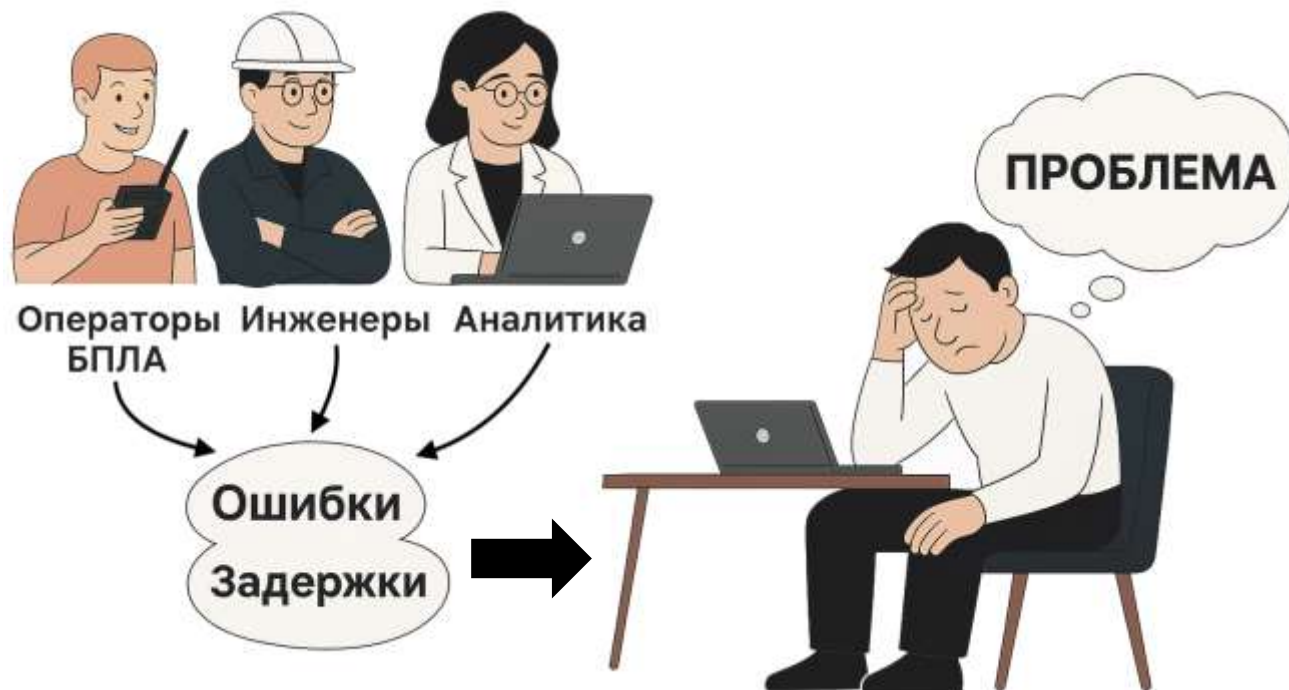 ПРОБЛЕМА
Операторы
БПЛА
Инженеры
Аналитика
Ошибки
Задержки